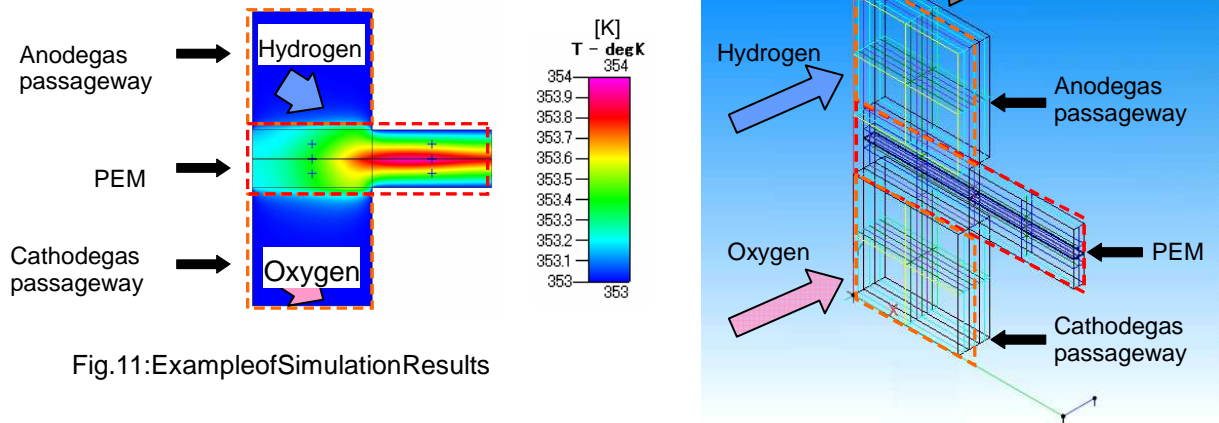 Anodegas
passageway
PEM
Cathodegas
passageway
Hydrogen
Oxygen
[K]
T - degK
354
354
353.9
353.8
353.7
353.6
353.5
353.4
353.3
353.2
353.1
353
353
Fig.11:ExampleofSimulationResults
Hydrogen
Oxygen
Anodegas
passageway
PEM
Cathodegas
passageway
X